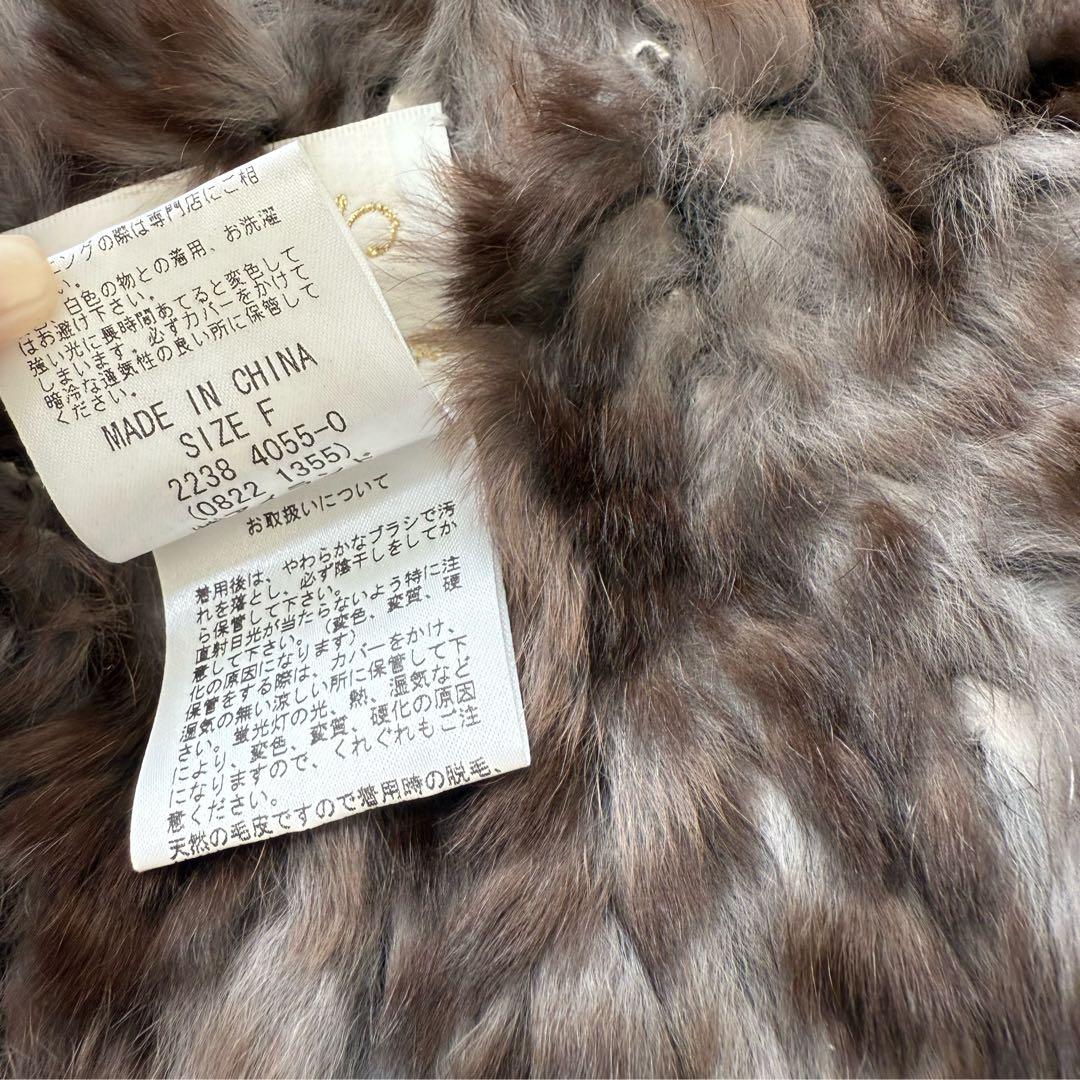 ングの際は専門店にご相
い。
白色の物との着用、お洗濯
はお避け下さい。
強い光に長時間あてると変色して
しまいます。必ずカバーをかけて
暗冷な通気性の良い所に保管して
ください。
MADE IN CHINA
SIZE F
2238 4055-0
(0822 1355)
お取扱いについて
着用後は、やわらかなブラシで汚
れを落とし、必ず陰干しをしてか
ら保管して下さい。
直射日光が当たらないよう特に注
意して下さい。(変色、変質、硬
化の原因になります)
保管をする際は、カバーをかけ、
湿気の無い涼しい所に保管して下
さい。蛍光灯の光、熱、湿気など
により、変色、変質、硬化の原因
になりますので、くれぐれもご注
意ください。
天然の毛皮ですので着用時の脱毛、